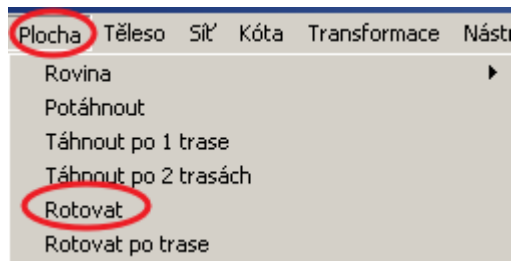 Plocha Těleso Síť Kóta Transformace Nást
Rovina
Potáhnout
Táhnout po 1 trase
Táhnout po 2 trasách
Rotovat
Rotovat po trase